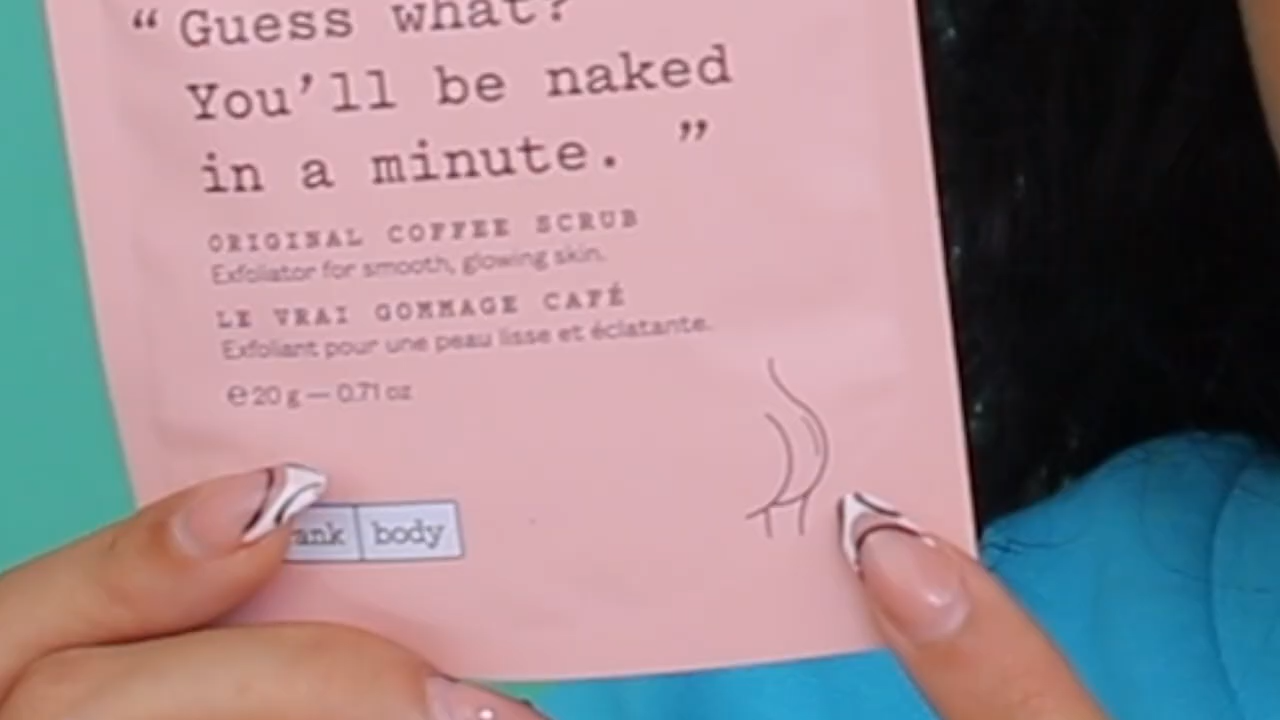 “ Guess what?
You’ll be naked
in a minute. ”
ORIGINAL COFFEE SCRUB
Exfoliator for smooth, glowing skin.
LE VRAI GOMMAGE CAFÉ
Exfoliant pour une peau lisse et éclatante.
℮ 20 g — 0.71 oz
ank body